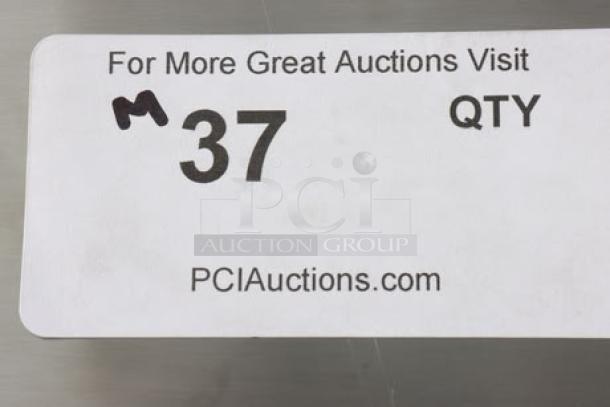 For More Great Auctions Visit
M 37 QTY
PCI
AUCTION GROUP
PCIAuctions.com